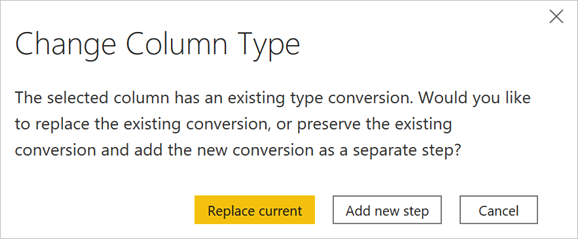 Change Column Type
The selected column has an existing type conversion. Would you like
to replace the existing conversion, or preserve the existing
conversion and add the new conversion as a separate step?
Replace current
Add new step
Cancel